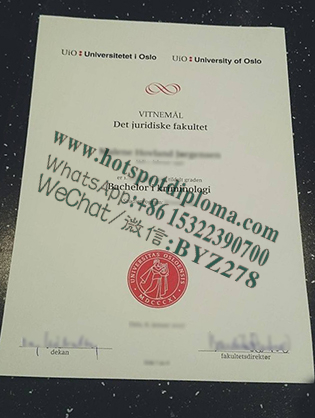 UiO Universitetet i Oslo
UiO University of Oslo
VITNEMÅL
Det juridiske fakultet
www.hotspotdiploma.com
WhatsApp:+86 15322390700
WeChat/微信:BYZ278
Bachelor i kriminologi
UNIVERSITAS OSLOENSIS
MDCCCXI
dekan
fakultetsdirektør